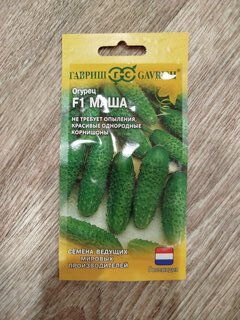 ГАВРИШ GAVRISH
Огурец
F1 МАША
НЕ ТРЕБУЕТ ОПЫЛЕНИЯ,
КРАСИВЫЕ ОДНОРОДНЫЕ
КОРНИШОНЫ
СЕМЕНА ВЕДУЩИХ
МИРОВЫХ
ПРОИЗВОДИТЕЛЕЙ
Голландия